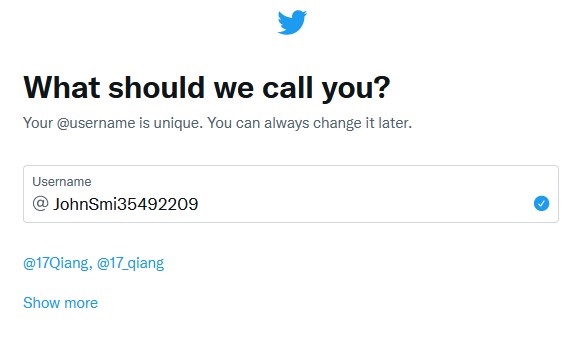 What should we call you?
Your @username is unique. You can always change it later.
Username
@ JohnSmi35492209
@17Qiang, @17_qiang
Show more